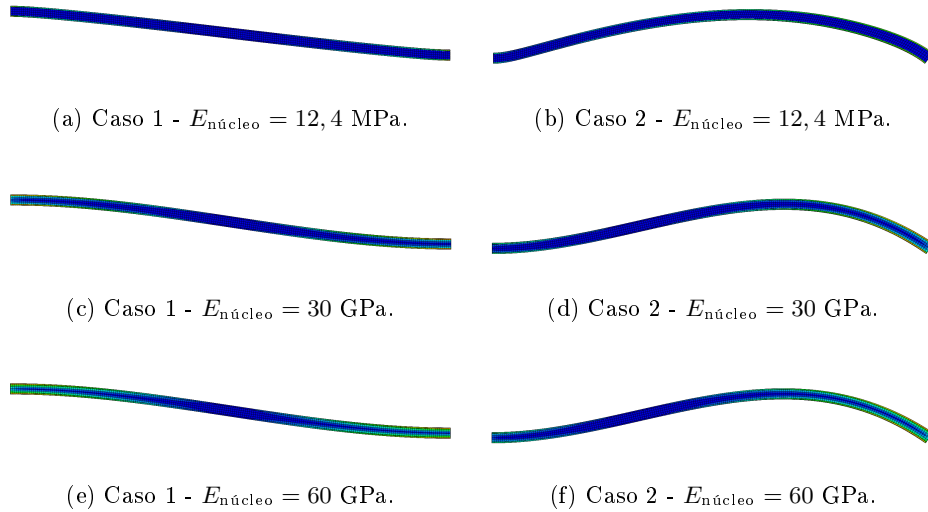 (a) Caso 1 - E_núcleo = 12, 4 MPa.
(b) Caso 2 - E_núcleo = 12, 4 MPa.
(c) Caso 1 - E_núcleo = 30 GPa.
(d) Caso 2 - E_núcleo = 30 GPa.
(e) Caso 1 - E_núcleo = 60 GPa.
(f) Caso 2 - E_núcleo = 60 GPa.